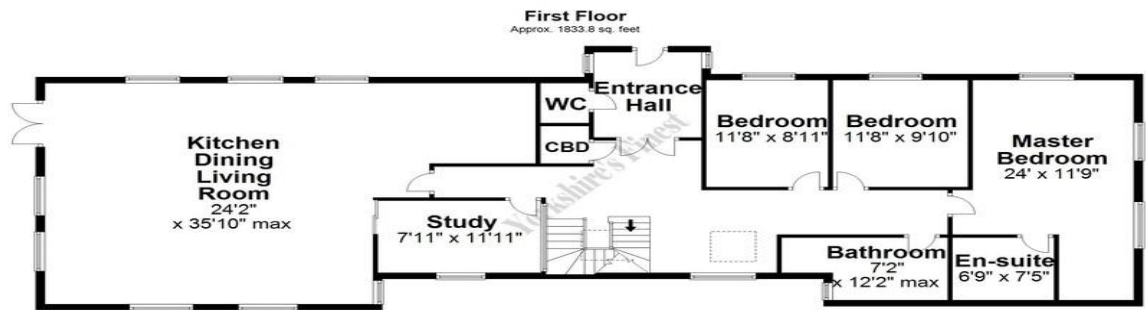 First Floor
Approx. 1833.8 sq. feet
Entrance
Hall
WC
CBD
Kitchen
Dining
Living
Room
24'2"
x 35'10" max
Study
7'11" x 11'11"
Bedroom
11'8" x 8'11"
Bedroom
11'8" x 9'10"
Master
Bedroom
24' x 11'9"
Bathroom
7'2"
x 12'2" max
En-suite
6'9" x 7'5"
Yorkshire's Finest